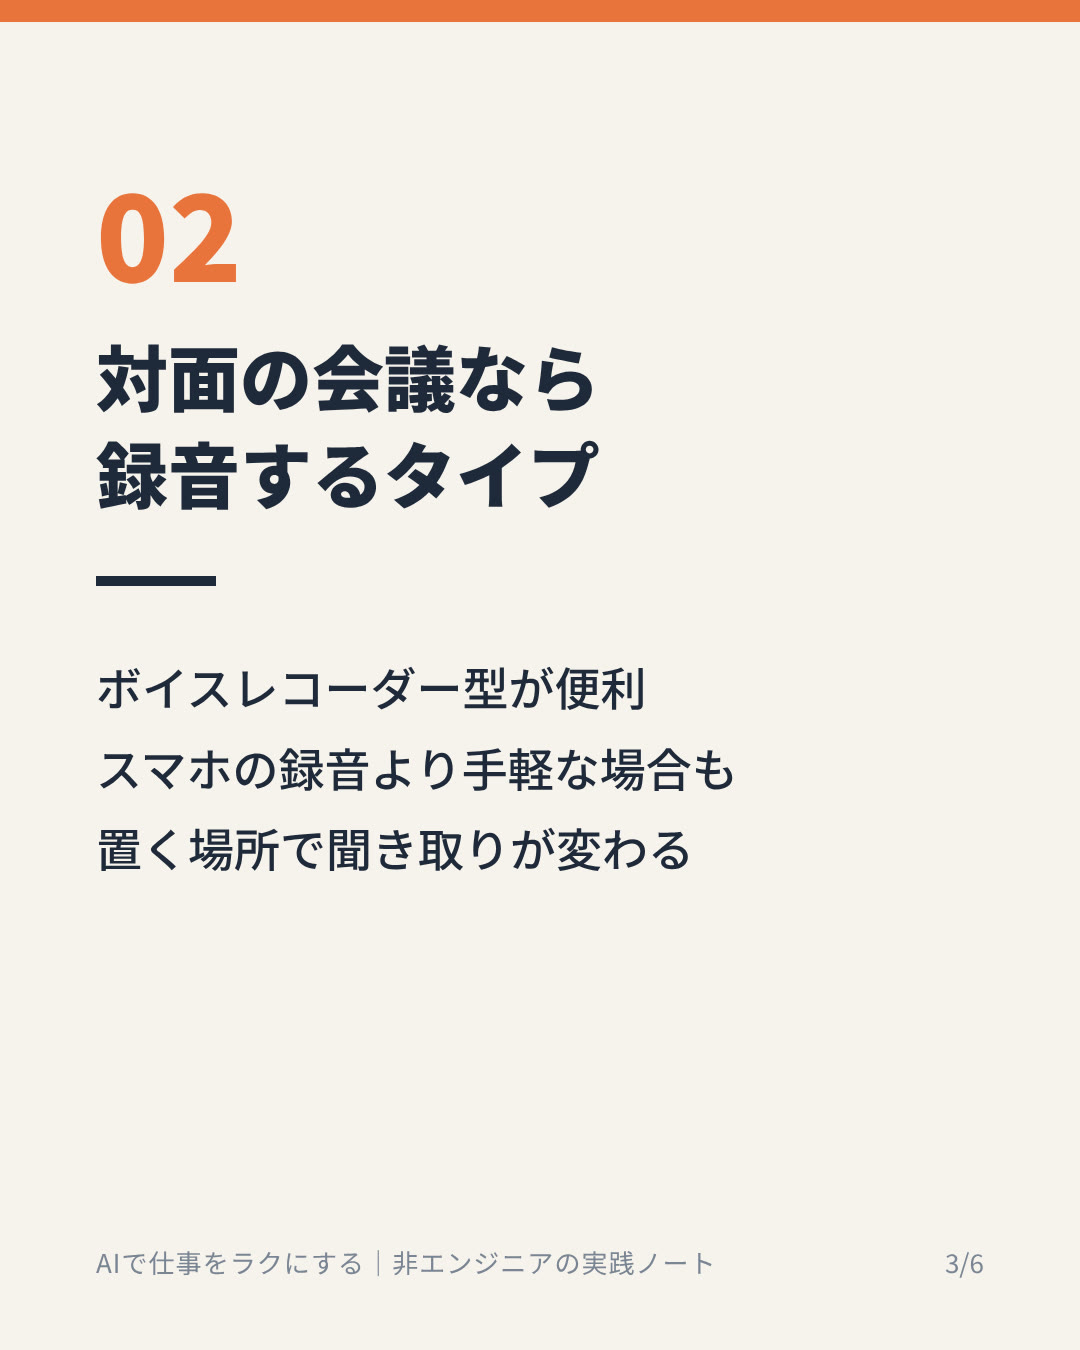 02
対面の会議なら
録音するタイプ
ボイスレコーダー型が便利
スマホの録音より手軽な場合も
置く場所で聞き取りが変わる
AIで仕事をラクにする｜非エンジニアの実践ノート
3/6